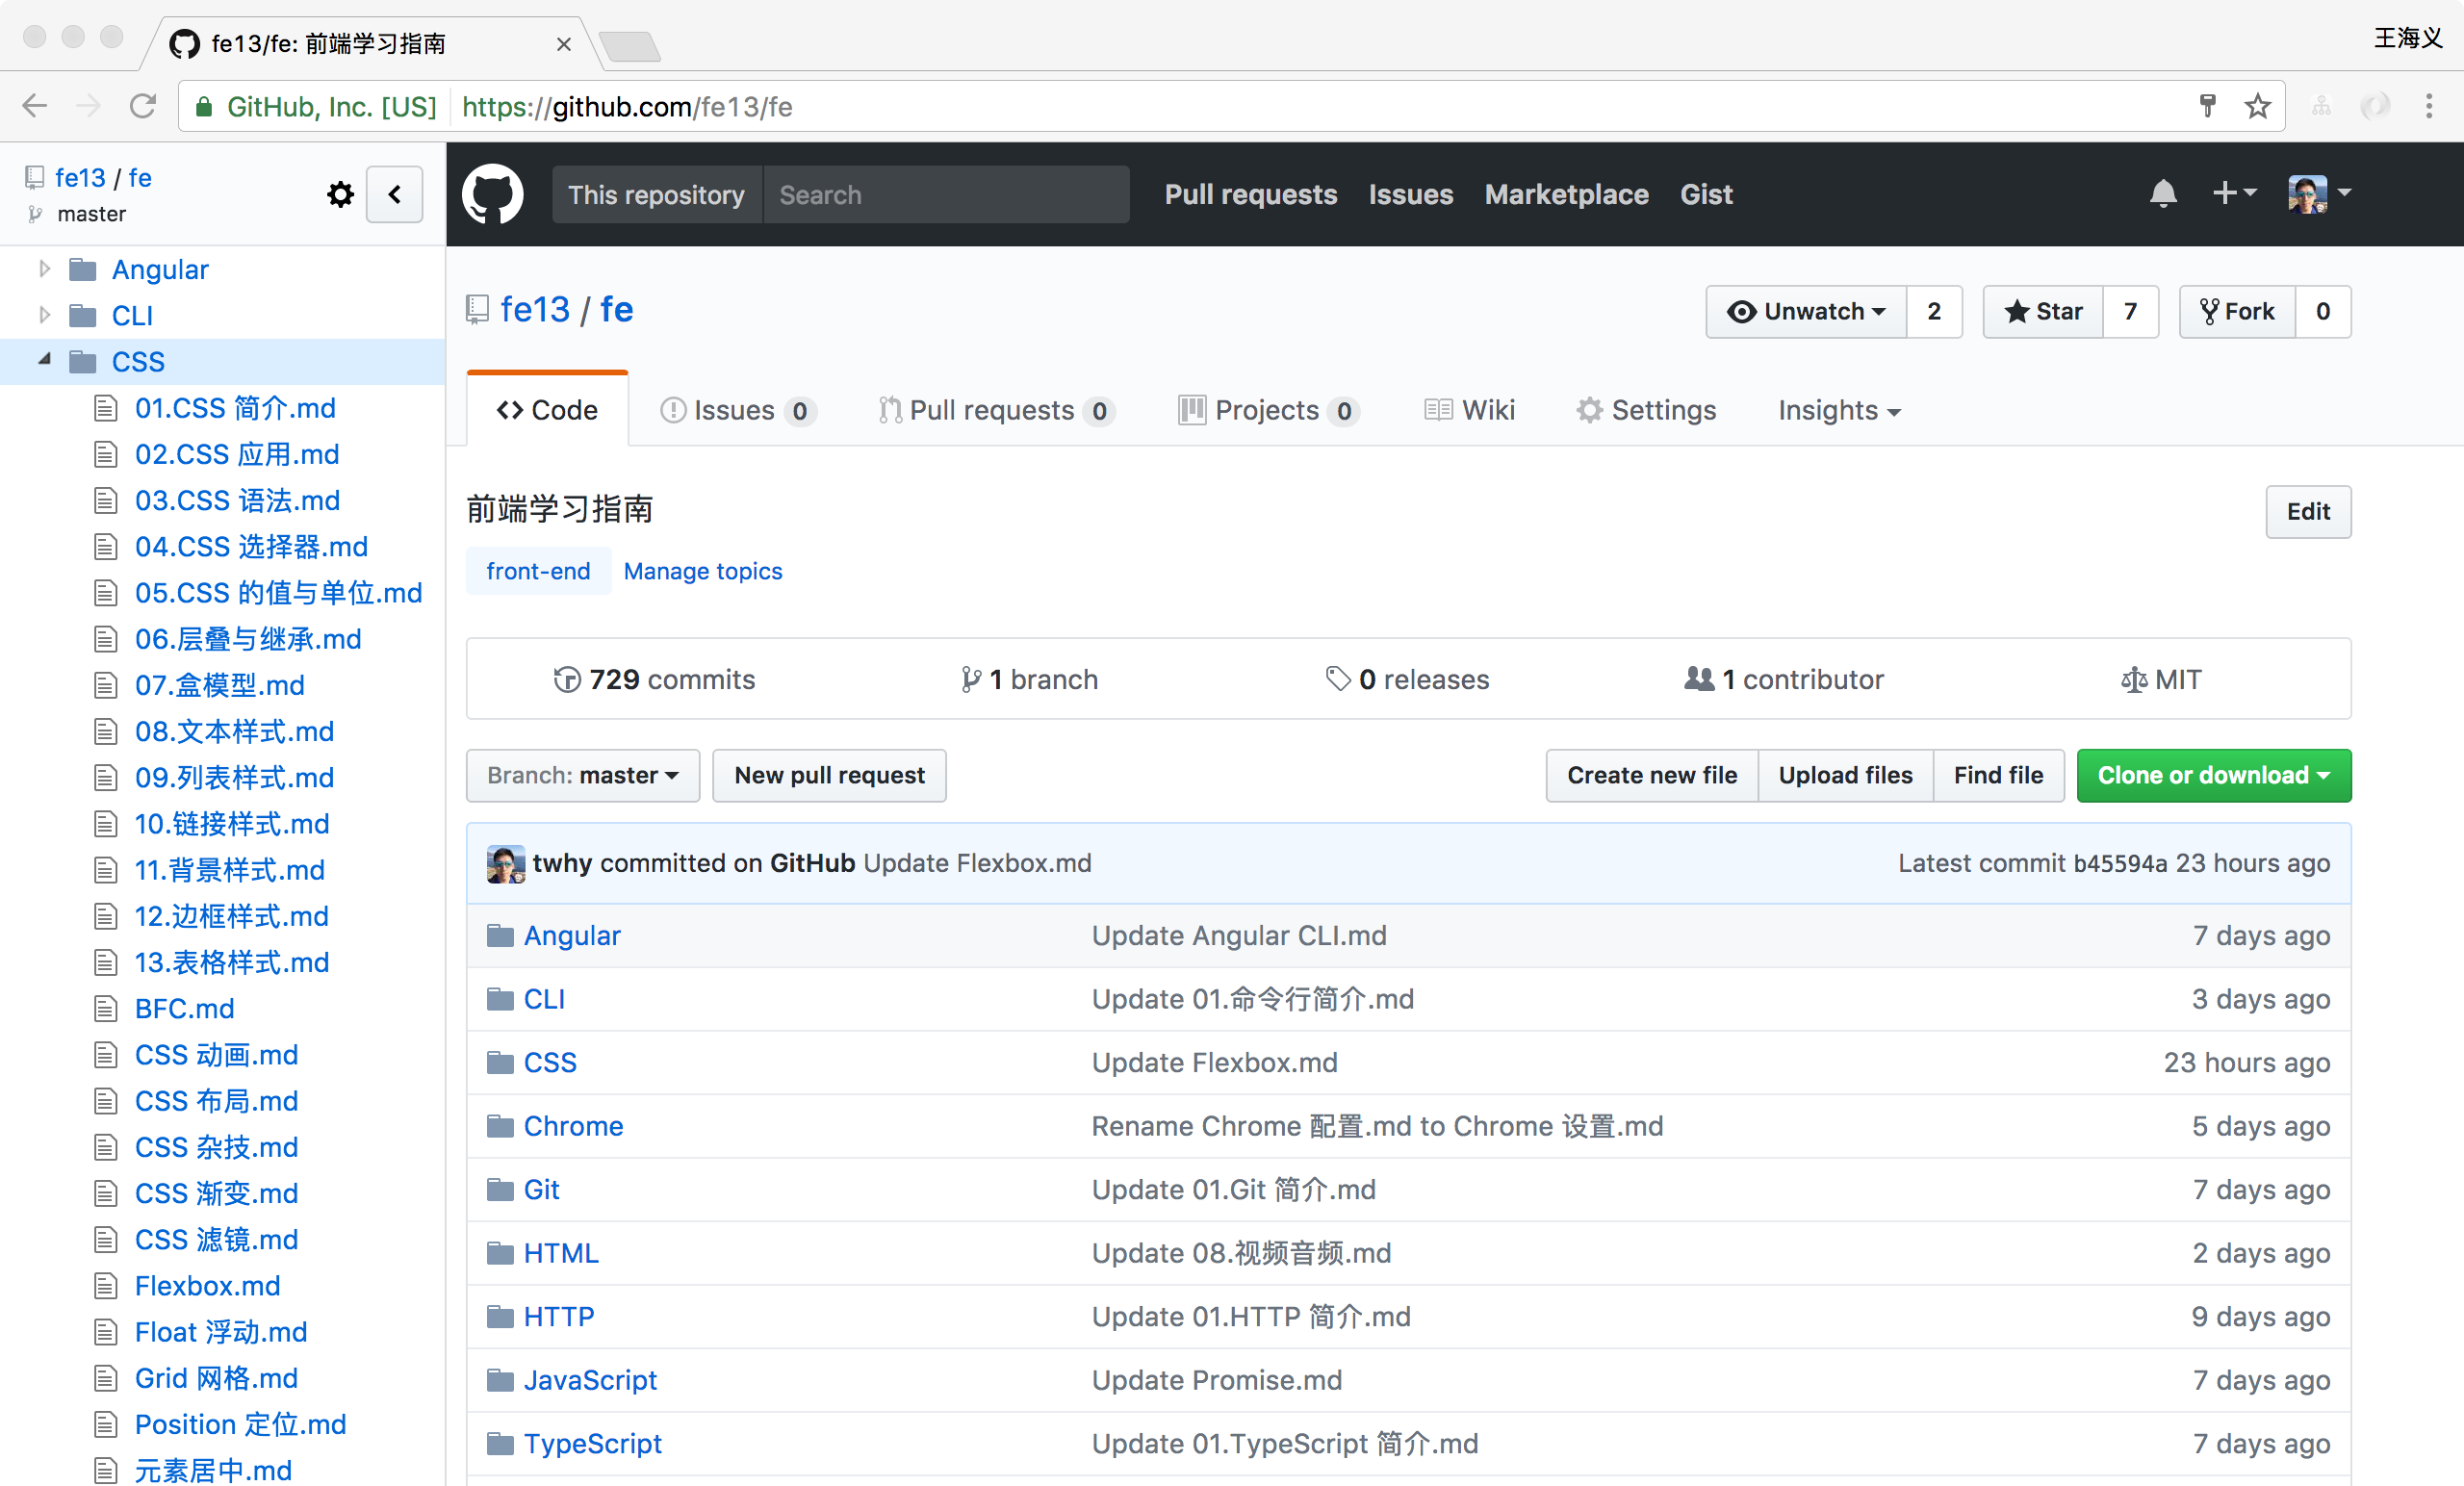 fe13/fe: 前端学习指南
王海义
GitHub, Inc. [US] https://github.com/fe13/fe
fe13 / fe
master
Angular
CLI
CSS
01.CSS 简介.md
02.CSS 应用.md
03.CSS 语法.md
04.CSS 选择器.md
05.CSS 的值与单位.md
06.层叠与继承.md
07.盒模型.md
08.文本样式.md
09.列表样式.md
10.链接样式.md
11.背景样式.md
12.边框样式.md
13.表格样式.md
BFC.md
CSS 动画.md
CSS 布局.md
CSS 杂技.md
CSS 渐变.md
CSS 滤镜.md
Flexbox.md
Float 浮动.md
Grid 网格.md
Position 定位.md
元素居中.md
This repository Search Pull requests Issues Marketplace Gist
fe13 / fe Unwatch 2 Star 7 Fork 0
Code Issues 0 Pull requests 0 Projects 0 Wiki Settings Insights
前端学习指南 Edit
front-end Manage topics
729 commits 1 branch 0 releases 1 contributor MIT
Branch: master New pull request Create new file Upload files Find file Clone or download
twhy committed on GitHub Update Flexbox.md Latest commit b45594a 23 hours ago
Angular Update Angular CLI.md 7 days ago
CLI Update 01.命令行简介.md 3 days ago
CSS Update Flexbox.md 23 hours ago
Chrome Rename Chrome 配置.md to Chrome 设置.md 5 days ago
Git Update 01.Git 简介.md 7 days ago
HTML Update 08.视频音频.md 2 days ago
HTTP Update 01.HTTP 简介.md 9 days ago
JavaScript Update Promise.md 7 days ago
TypeScript Update 01.TypeScript 简介.md 7 days ago